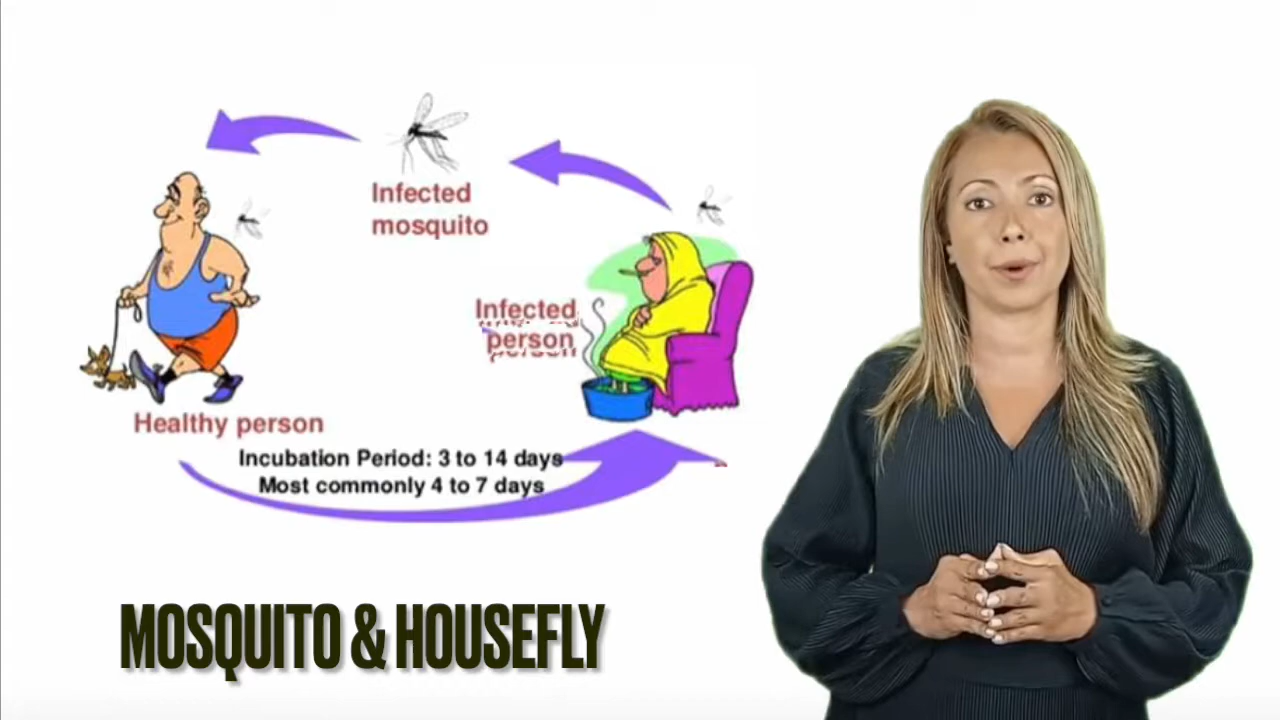 Infected
mosquito
Infected
person
Healthy person
Incubation Period: 3 to 14 days
Most commonly 4 to 7 days
MOSQUITO & HOUSEFLY